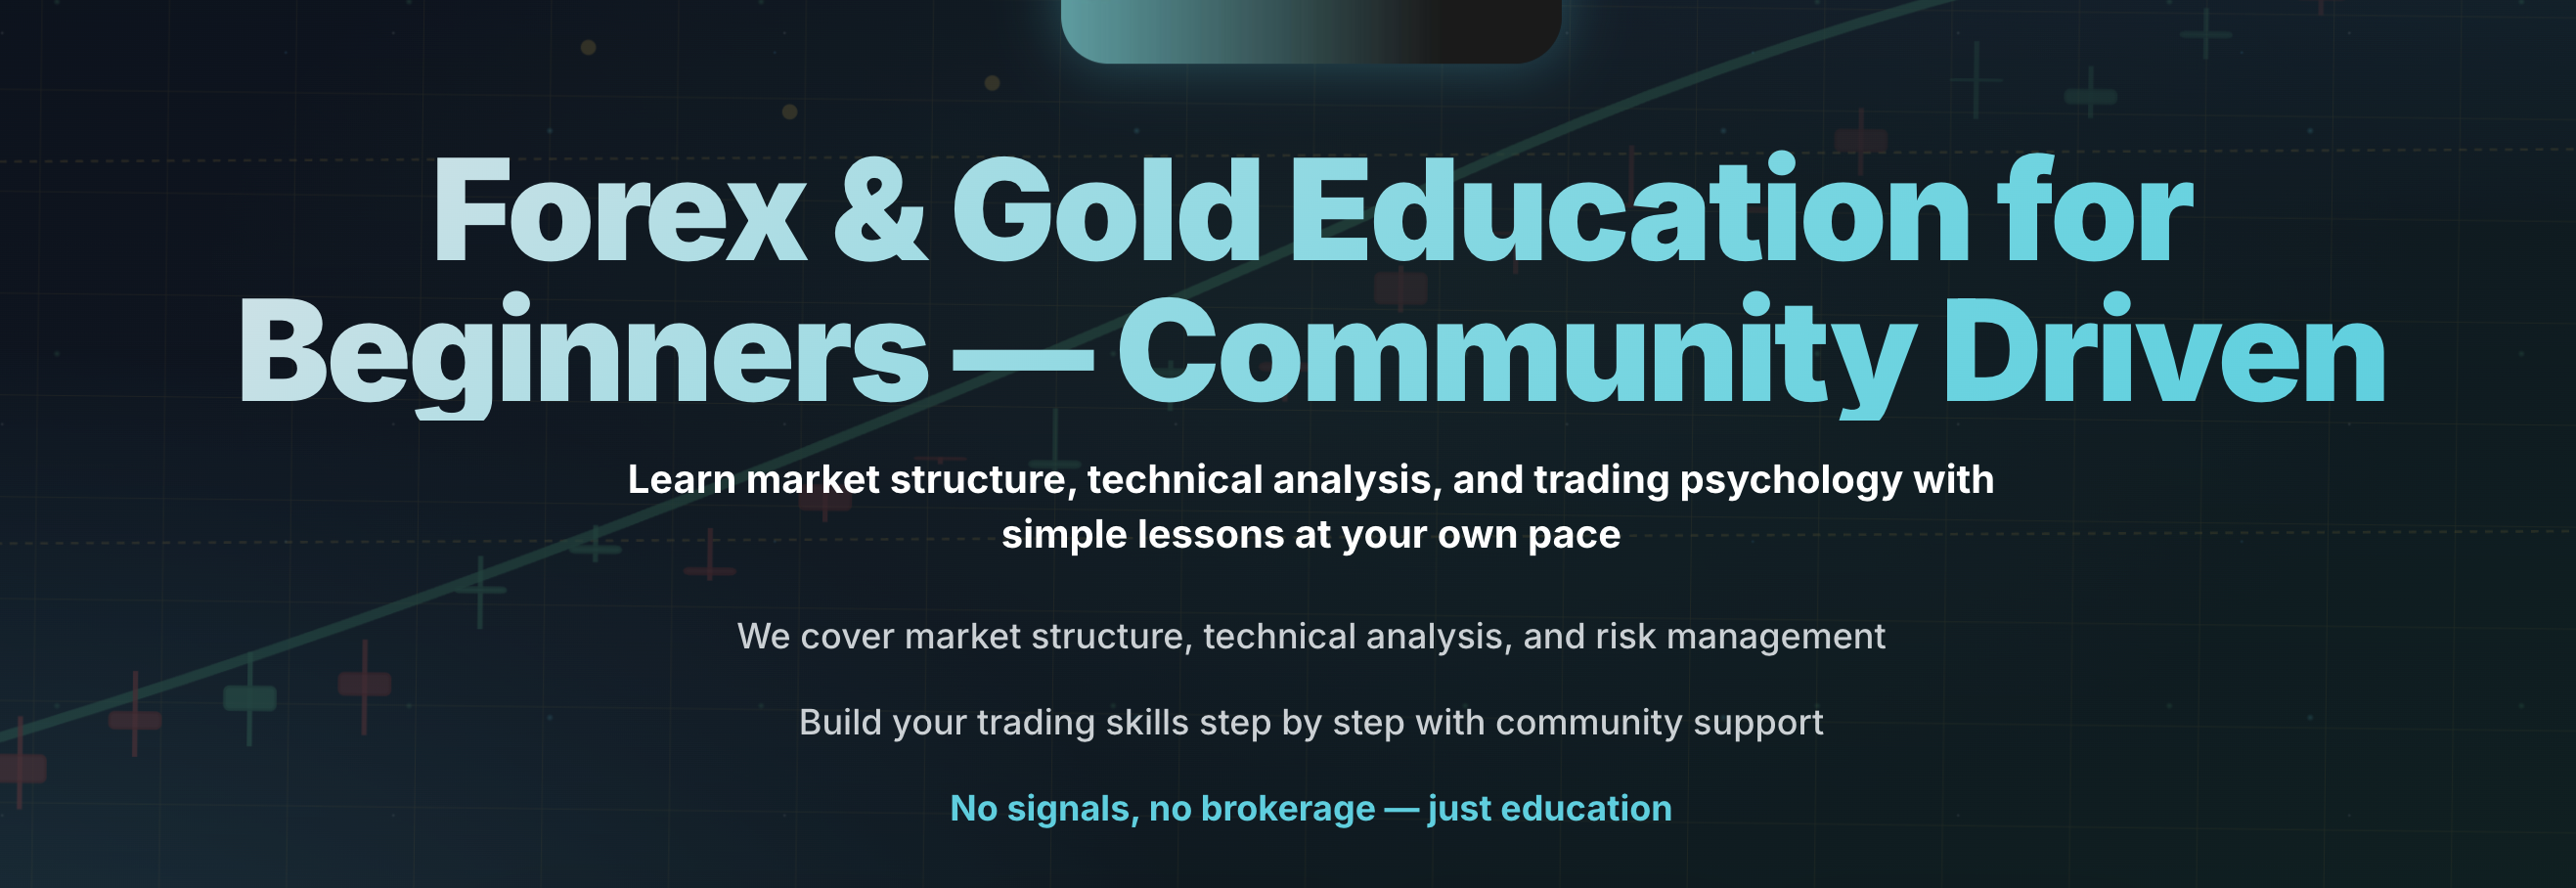 Forex & Gold Education for
Beginners — Community Driven
Learn market structure, technical analysis, and trading psychology with
simple lessons at your own pace
We cover market structure, technical analysis, and risk management
Build your trading skills step by step with community support
No signals, no brokerage — just education